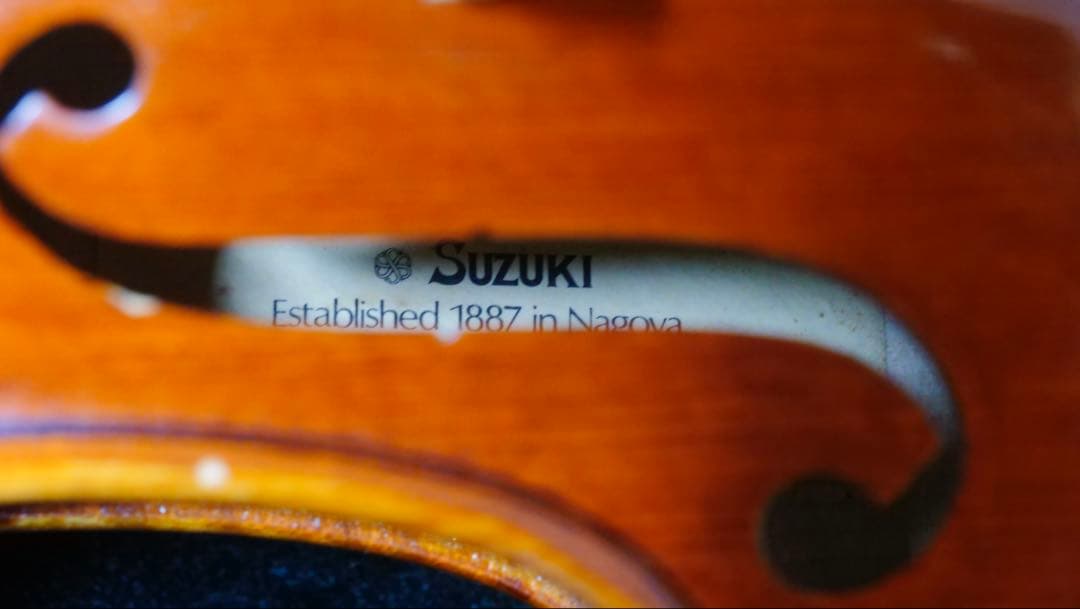 SUZUKI
Established 1887 in Nagoya